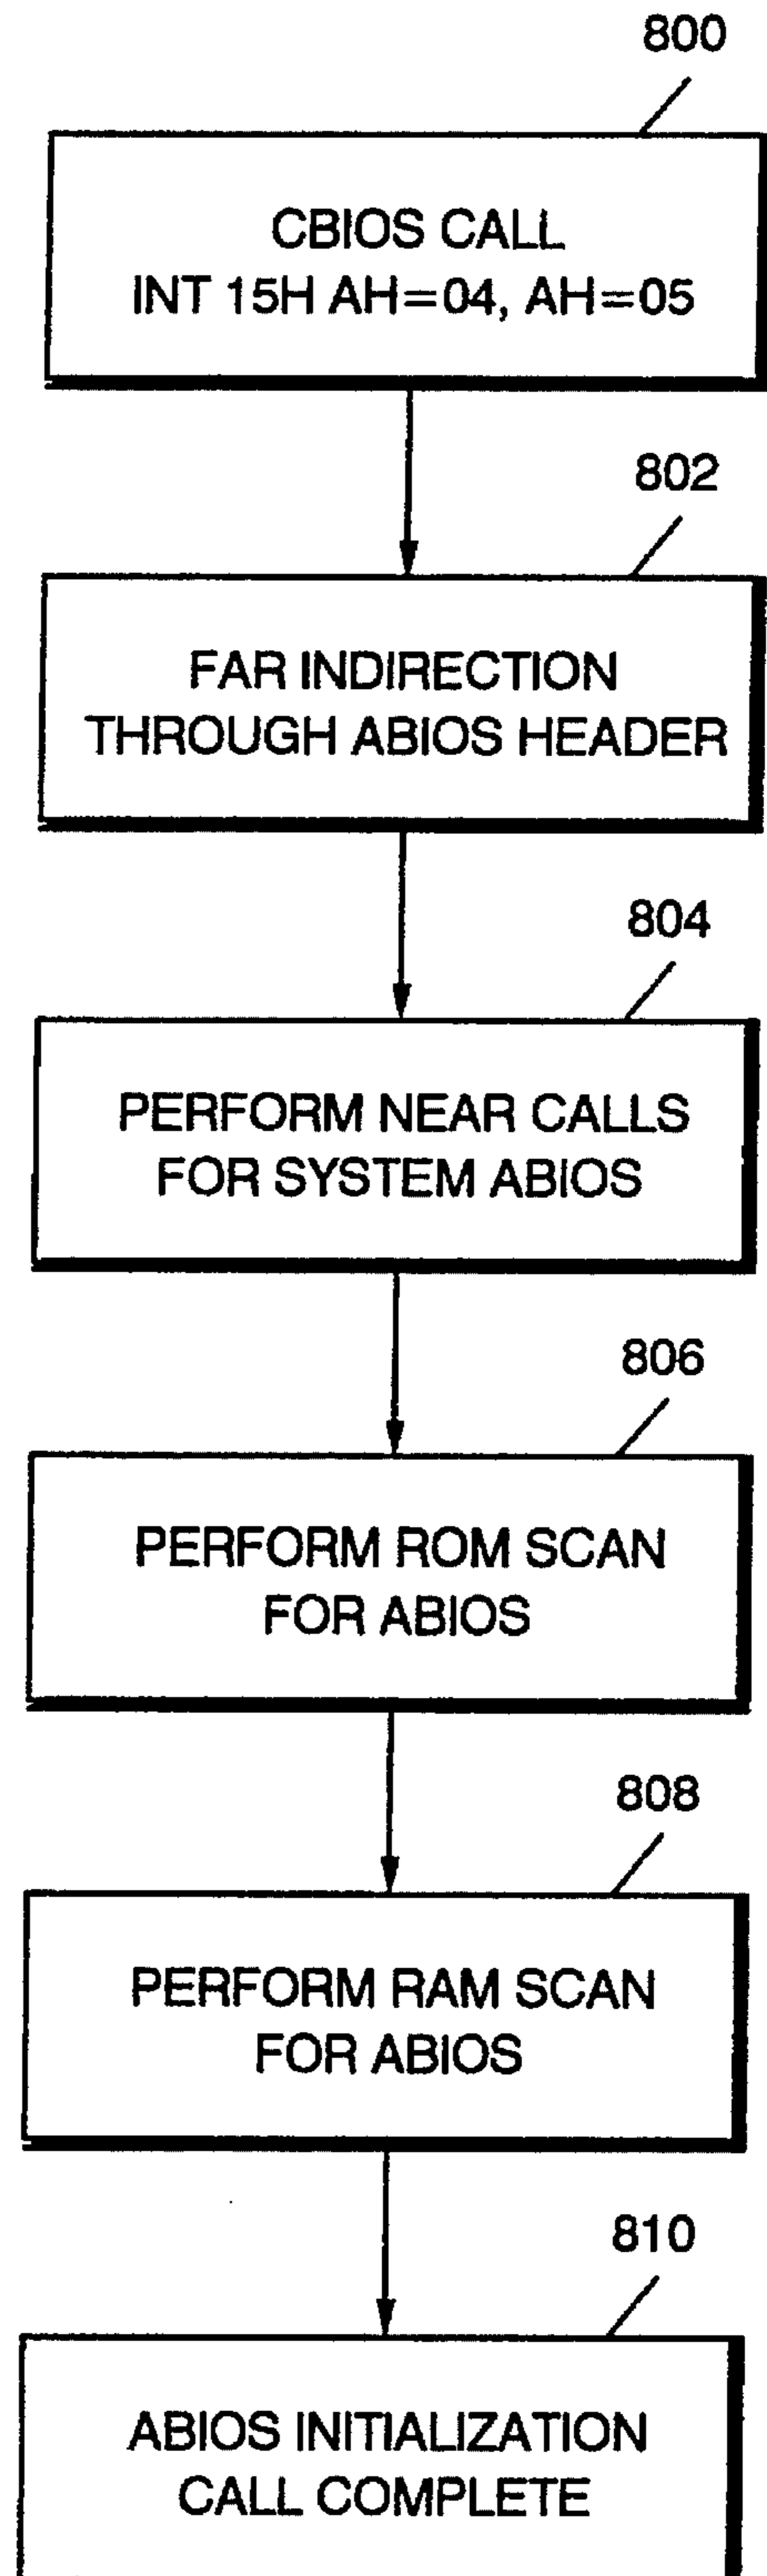 800
CBIOS CALL
INT 15H AH=04, AH=05
802
FAR INDIRECTION
THROUGH ABIOS HEADER
804
PERFORM NEAR CALLS
FOR SYSTEM ABIOS
806
PERFORM ROM SCAN
FOR ABIOS
808
PERFORM RAM SCAN
FOR ABIOS
810
ABIOS INITIALIZATION
CALL COMPLETE